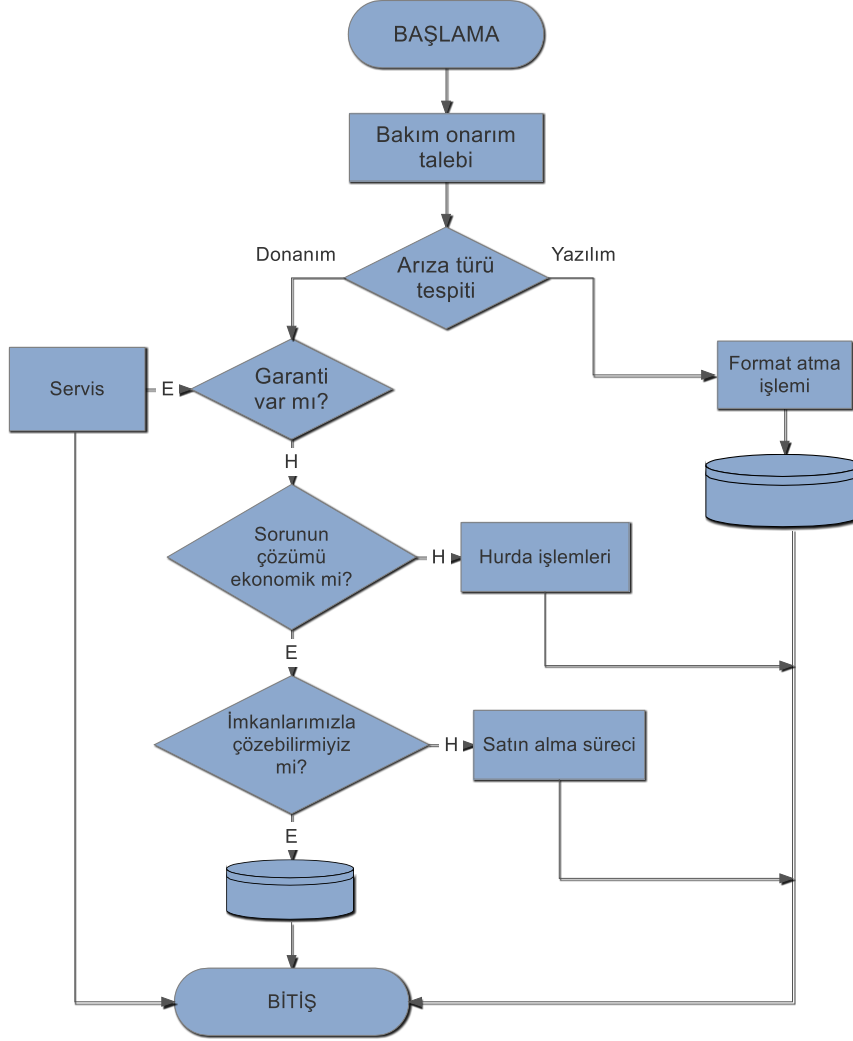 BAŞLAMA
Bakım onarım
talebi
Donanım
Yazılım
Arıza türü
tespiti
Servis
E
Garanti
var mı?
Format atma
işlemi
H
Sorunun
çözümü
ekonomik mi?
H
Hurda işlemleri
E
İmkanlarımızla
çözebilirmiyiz
mi?
H
Satın alma süreci
E
BİTİŞ